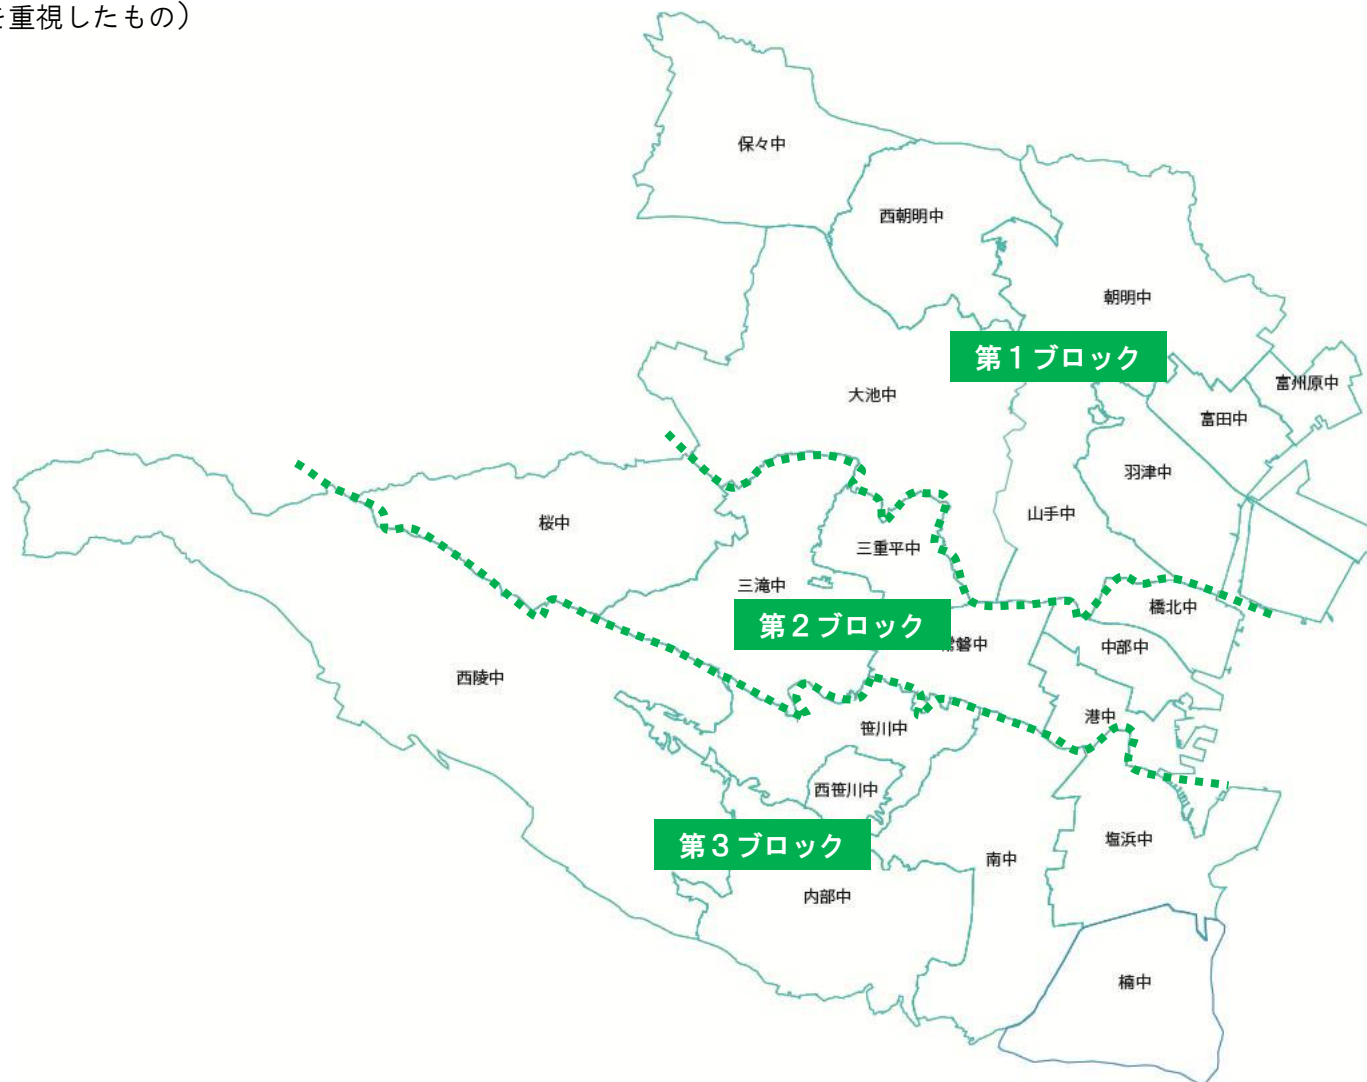 を重視したもの）
保々中
西朝明中
朝明中
第１ブロック
富州原中
大池中
富田中
羽津中
山手中
桜中
三重平中
三滝中
橋北中
第２ブロック
常磐中
中部中
西陵中
港中
笹川中
西笹川中
第３ブロック
塩浜中
南中
内部中
楠中